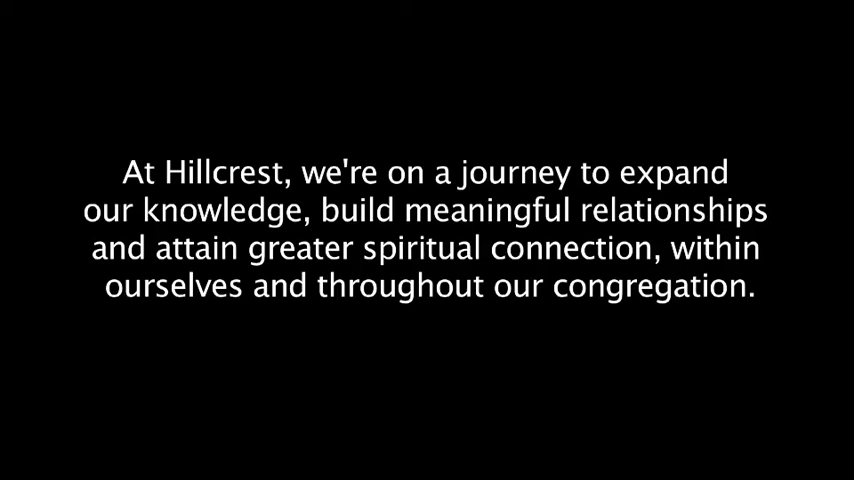 At Hillcrest, we're on a journey to expand
our knowledge, build meaningful relationships
and attain greater spiritual connection, within
ourselves and throughout our congregation.